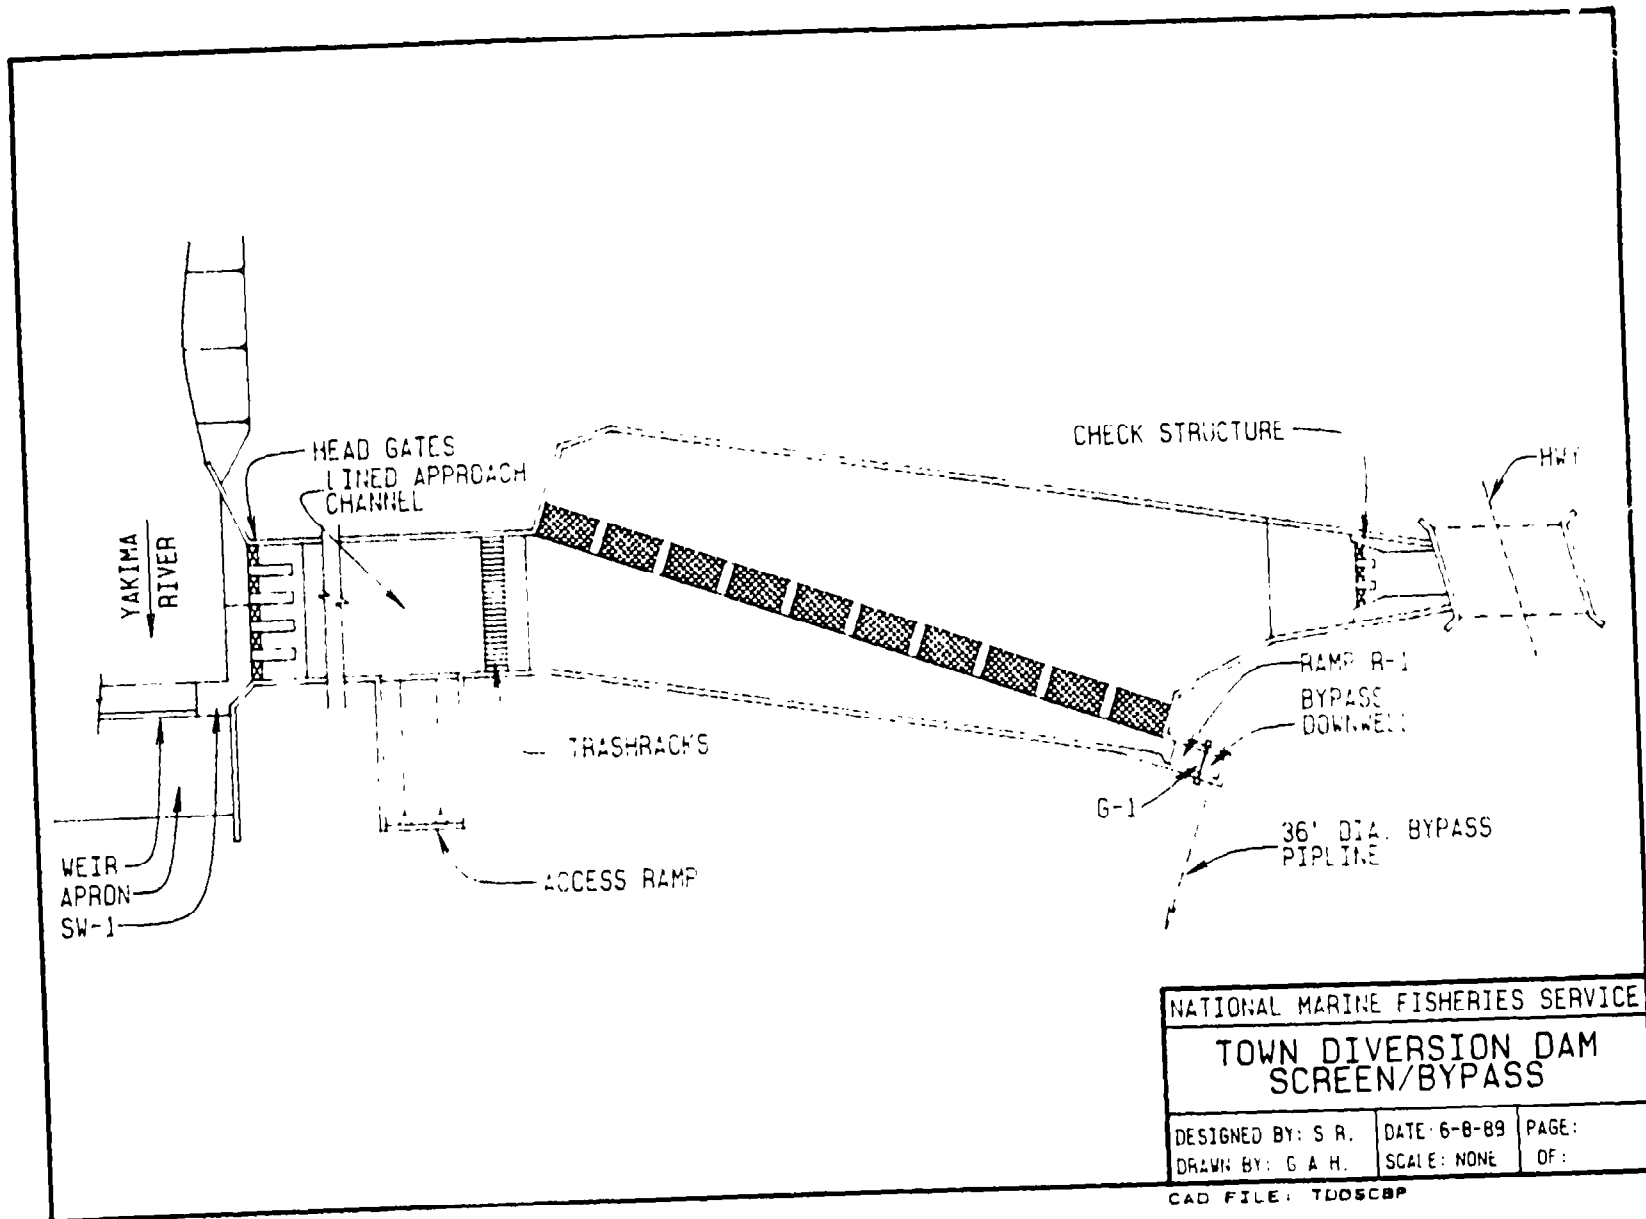 HEAD GATES
LINED APPROACH
CHANNEL
YAKIMA
RIVER
CHECK STRUCTURE
HWY
RAMP R-1
BYPASS
DOWNWELL
TRASHRACKS
G-1
36' DIA. BYPASS
PIPLINE
WEIR
APRON
SW-1
ACCESS RAMP
NATIONAL MARINE FISHERIES SERVICE
TOWN DIVERSION DAM
SCREEN/BYPASS
DESIGNED BY: S R.
DATE: 6-8-89
PAGE:
DRAWN BY: G A H.
SCALE: NONE
OF:
CAD FILE: TDDSCBP